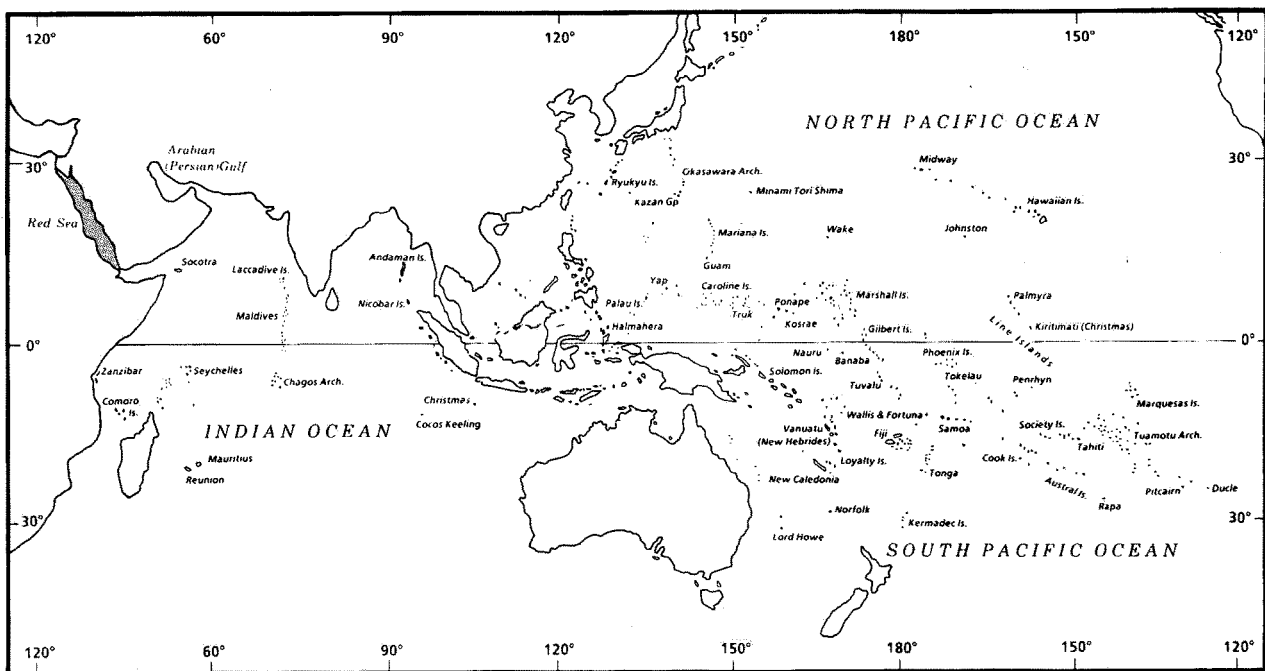 120°
60°
90°
120°
150°
180°
150°
120°
NORTH PACIFIC OCEAN
Arabian
(Persian) Gulf
30°
30°
Midway
Ryukyu Is.
Okasawara Arch.
Minami Tori Shima
Kazan Gp
Hawaiian Is.
Red Sea
Mariana Is.
Wake
Johnston
Socotra
Laccadive Is.
Andaman Is.
Guam
Yap
Caroline Is.
Maldives
Nicobar Is.
Palau Is.
Truk
Ponape
Marshall Is.
Palmyra
Halmahera
Kosrae
Gilbert Is.
Line Islands
Kiritimati (Christmas)
0°
0°
Zanzibar
Seychelles
Chagos Arch.
Nauru
Banaba
Phoenix Is.
Solomon Is.
Tuvalu
Tokelau
Penrhyn
Comoro
Is.
Christmas
Cocos Keeling
Marquesas Is.
INDIAN OCEAN
Vanuatu
(New Hebrides)
Wallis & Fortuna
Fiji
Samoa
Society Is.
Tahiti
Tuamotu Arch.
Mauritius
Reunion
Loyalty Is.
Tonga
Cook Is.
New Caledonia
Austral Is.
Rapa
Pitcairn
Ducle
30°
30°
Norfolk
Kermadec Is.
Lord Howe
SOUTH PACIFIC OCEAN
120°
60°
90°
120°
150°
180°
150°
120°